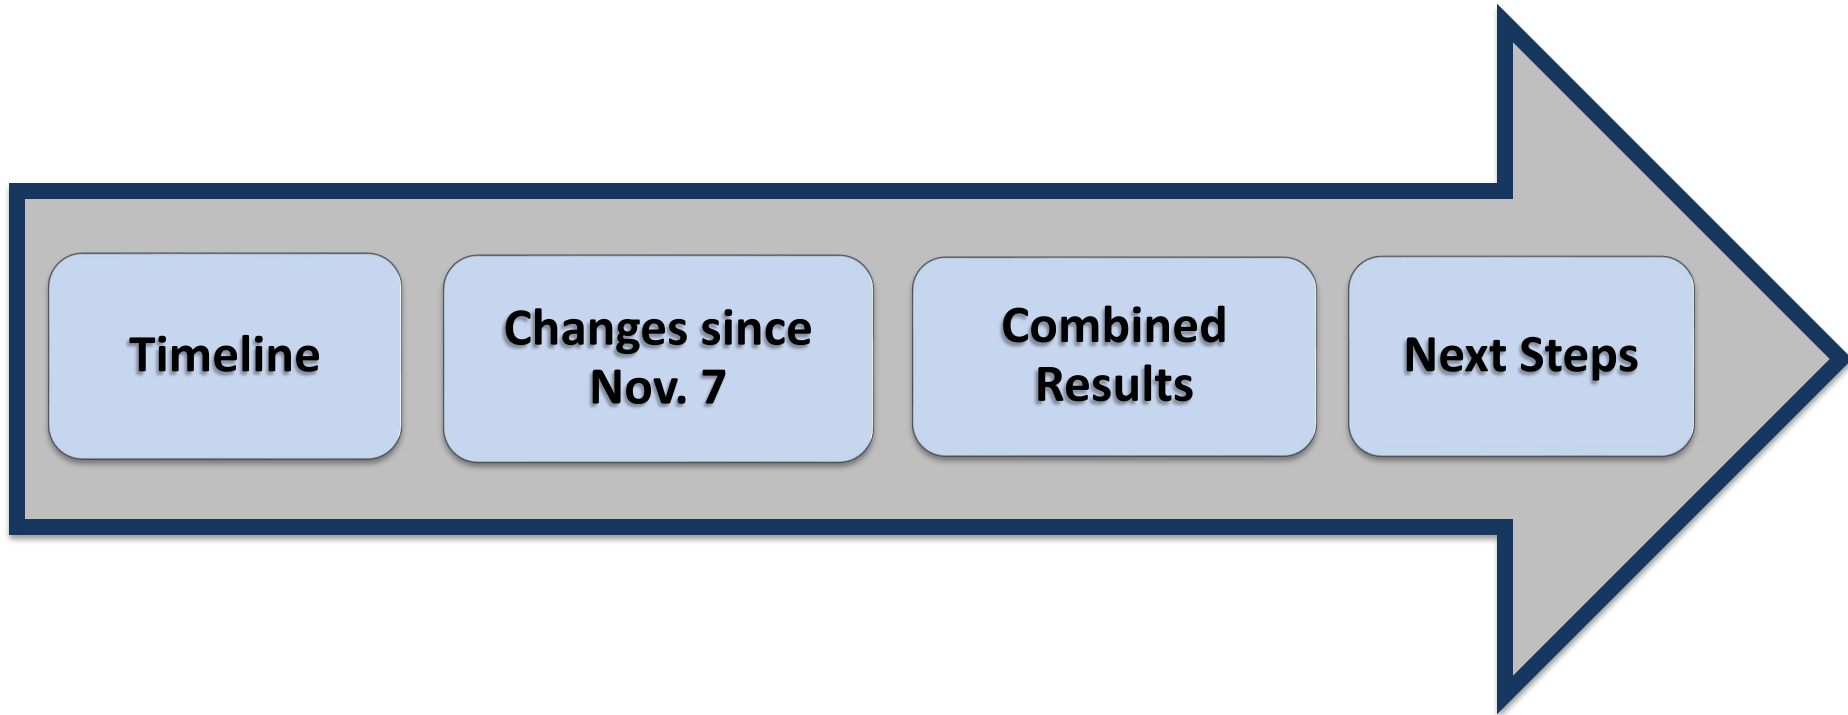 Timeline
Changes since
Nov. 7
Combined
Results
Next Steps